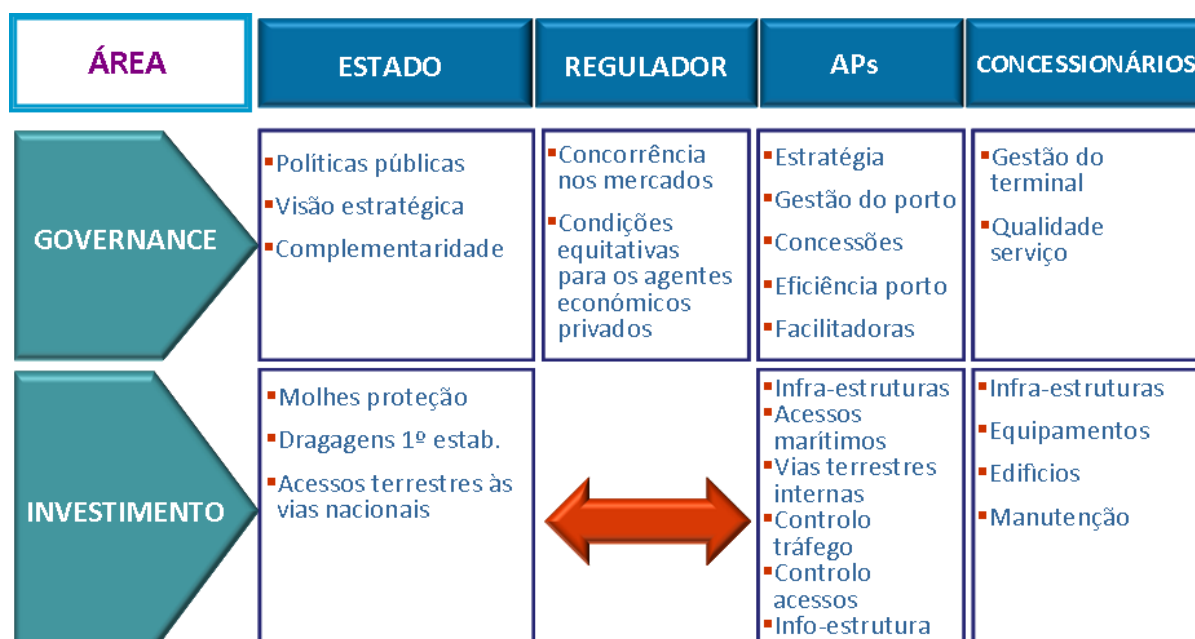 ÁREA
ESTADO
REGULADOR
APs
CONCESSIONÁRIOS
GOVERNANCE
▪Políticas públicas
▪Visão estratégica
▪Complementaridade
▪Concorrência
nos mercados
▪Condições
equitativas
para os agentes
económicos
privados
▪Estratégia
▪Gestão do porto
▪Concessões
▪Eficiência porto
▪Facilitadoras
▪Gestão do
terminal
▪Qualidade
serviço
INVESTIMENTO
▪Molhes proteção
▪Dragagens 1º estab.
▪Acessos terrestres às
vias nacionais
▪Infra-estruturas
▪Acessos
marítimos
▪Vias terrestres
internas
▪Controlo
tráfego
▪Controlo
acessos
▪Info-estrutura
▪Infra-estruturas
▪Equipamentos
▪Edificios
▪Manutenção